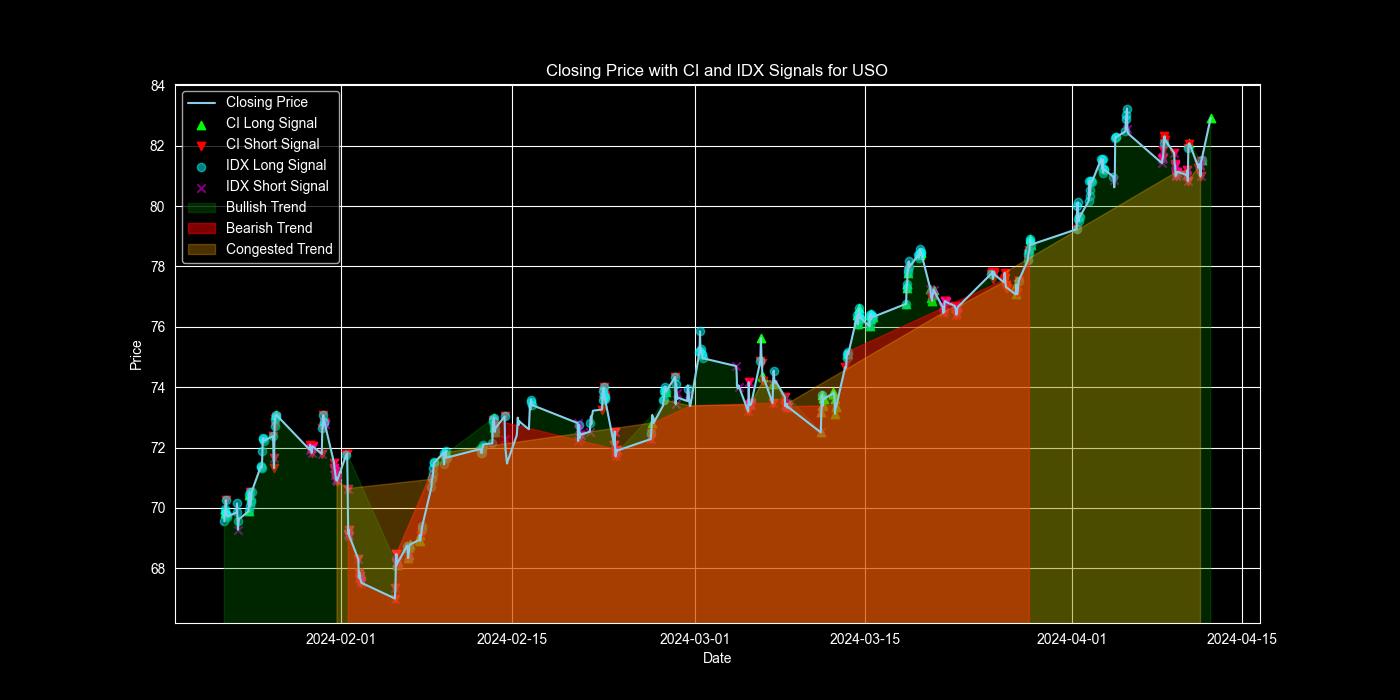 Closing Price with CI and IDX Signals for USO
84
82
80
78
76
74
72
70
68
Price
Closing Price
CI Long Signal
CI Short Signal
IDX Long Signal
IDX Short Signal
Bullish Trend
Bearish Trend
Congested Trend
2024-02-01
2024-02-15
2024-03-01
2024-03-15
2024-04-01
2024-04-15
Date